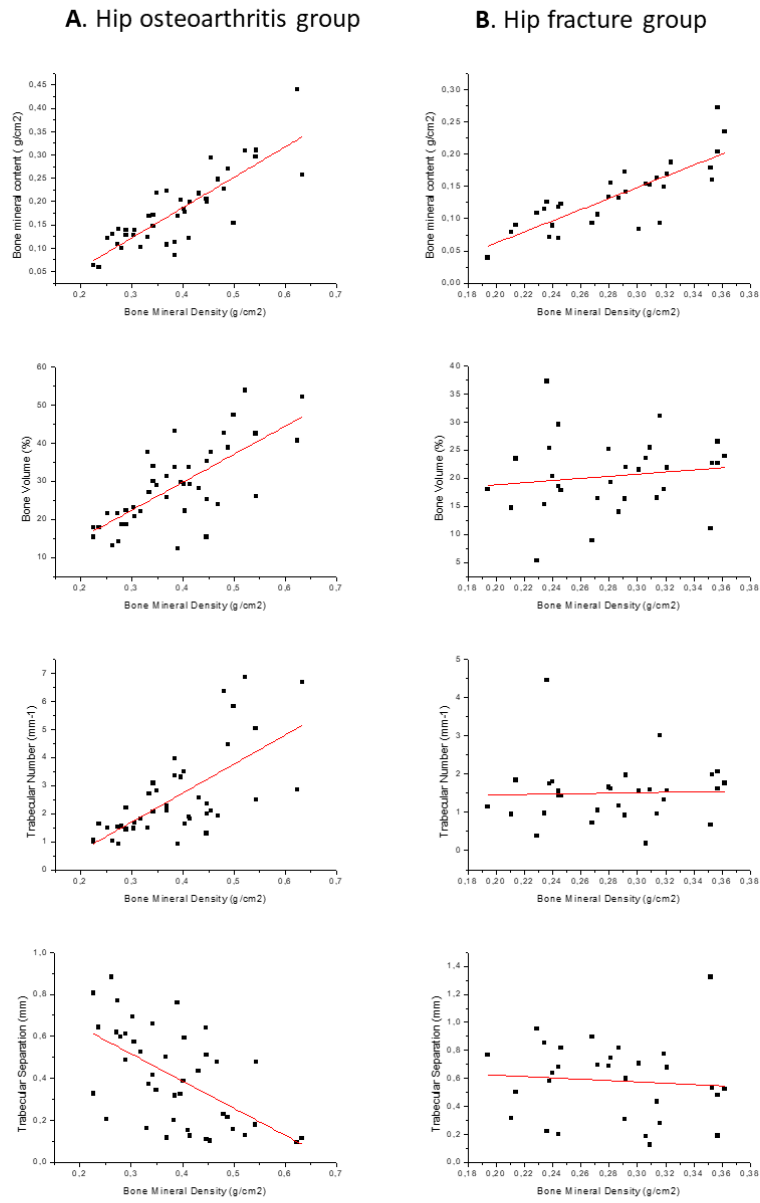 A. Hip osteoarthritis group
B. Hip fracture group
Bone mineral content ( g/cm2)
0,45
0,40
0,35
0,30
0,25
0,20
0,15
0,10
0,05
0,2 0,3 0,4 0,5 0,6 0,7
Bone Mineral Density (g/cm2)
Bone mineral content ( g/cm2)
0,30
0,25
0,20
0,15
0,10
0,05
0,00
0,18 0,20 0,22 0,24 0,26 0,28 0,30 0,32 0,34 0,36 0,38
Bone Mineral Density (g/cm2)
Bone Volume (%)
60
50
40
30
20
10
0,2 0,3 0,4 0,5 0,6 0,7
Bone Mineral Density (g/cm2)
Bone Volume (%)
40
35
30
25
20
15
10
5
0,18 0,20 0,22 0,24 0,26 0,28 0,30 0,32 0,34 0,36 0,38
Bone Mineral Density (g/cm2)
Trabecular Number (mm-1)
7
6
5
4
3
2
1
0
0,2 0,3 0,4 0,5 0,6 0,7
Bone Mineral Density (g/cm2)
Trabecular Number (mm-1)
5
4
3
2
1
0
0,18 0,20 0,22 0,24 0,26 0,28 0,30 0,32 0,34 0,36 0,38
Bone Mineral Density (g/cm2)
Trabecular Separation (mm)
1,0
0,8
0,6
0,4
0,2
0,0
0,2 0,3 0,4 0,5 0,6 0,7
Bone Mineral Density (g/cm2)
Trabecular Separation (mm)
1,4
1,2
1,0
0,8
0,6
0,4
0,2
0,0
0,18 0,20 0,22 0,24 0,26 0,28 0,30 0,32 0,34 0,36 0,38
Bone Mineral Density (g/cm2)